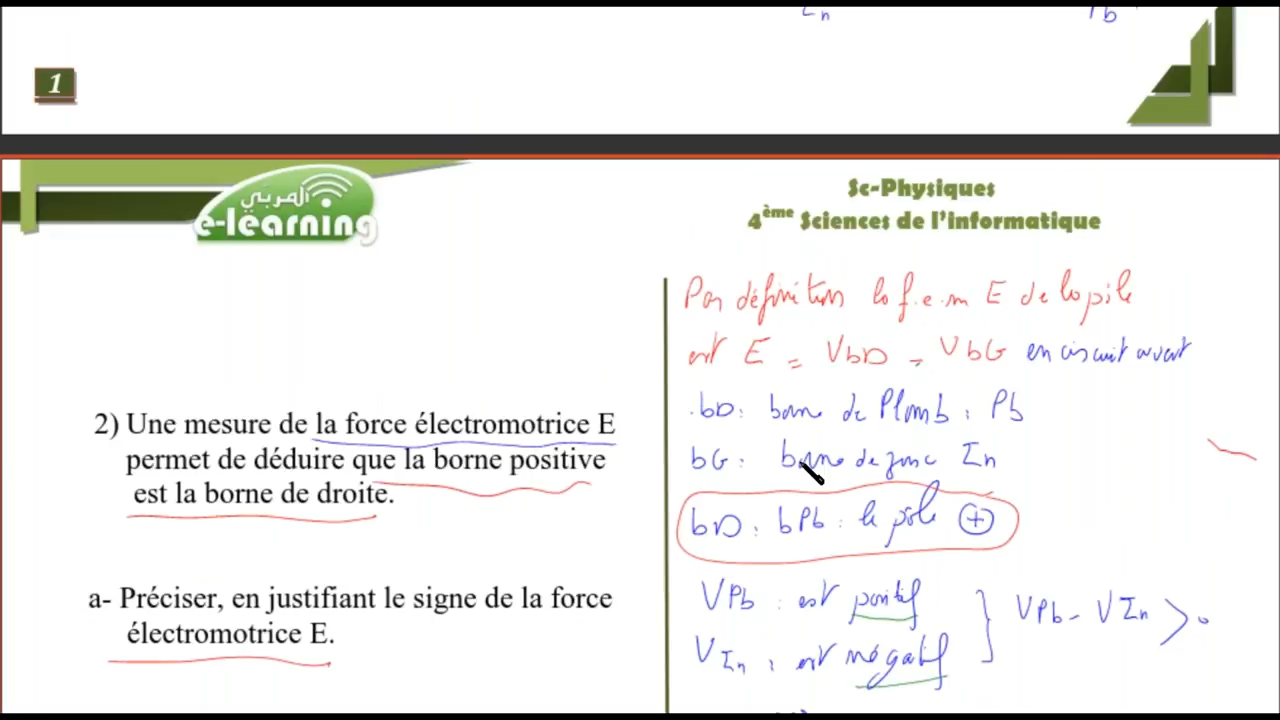 Zn Pb
1
المربي
e-learning
Sc-Physiques
4ème Sciences de l'informatique
Par définition la f.e.m E de la pile
est E = VbD - VbG en circuit ouvert
.bD: borne de Plomb: Pb
bG: borne de zinc Zn
bD: bPb: le pôle +
VPb: est positif
VZn: est négatif
} VPb - VZn > 0
2) Une mesure de la force électromotrice E
permet de déduire que la borne positive
est la borne de droite.
a- Préciser, en justifiant le signe de la force
électromotrice E.